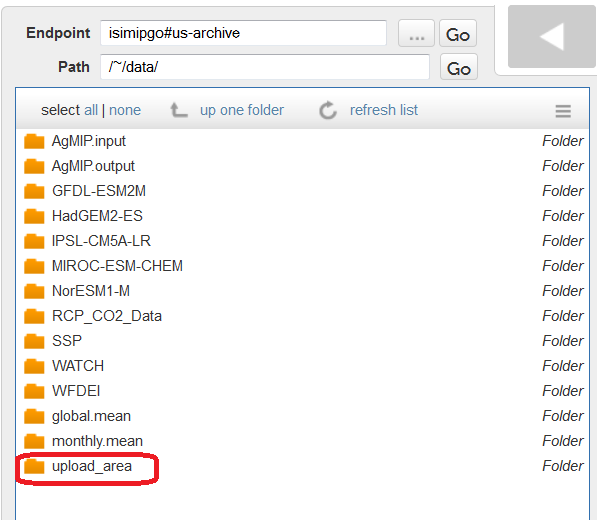 Endpoint isimipgo#us-archive ... Go
Path /~/data/ Go
select all | none up one folder refresh list
AgMIP.input Folder
AgMIP.output Folder
GFDL-ESM2M Folder
HadGEM2-ES Folder
IPSL-CM5A-LR Folder
MIROC-ESM-CHEM Folder
NorESM1-M Folder
RCP_CO2_Data Folder
SSP Folder
WATCH Folder
WFDEI Folder
global.mean Folder
monthly.mean Folder
upload_area Folder